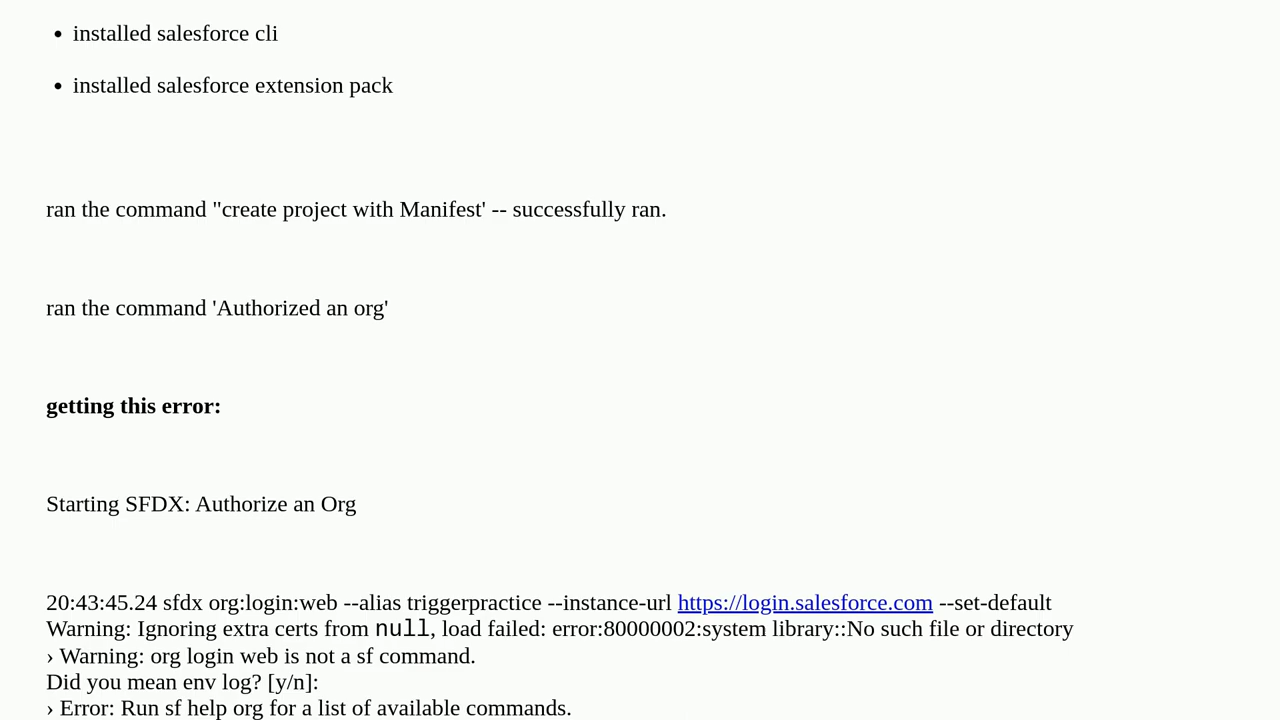 • installed salesforce cli
• installed salesforce extension pack
ran the command "create project with Manifest' -- successfully ran.
ran the command 'Authorized an org'
getting this error:
Starting SFDX: Authorize an Org
20:43:45.24 sfdx org:login:web --alias triggerpractice --instance-url https://login.salesforce.com --set-default
Warning: Ignoring extra certs from null, load failed: error:80000002:system library::No such file or directory
› Warning: org login web is not a sf command.
Did you mean env log? [y/n]:
› Error: Run sf help org for a list of available commands.